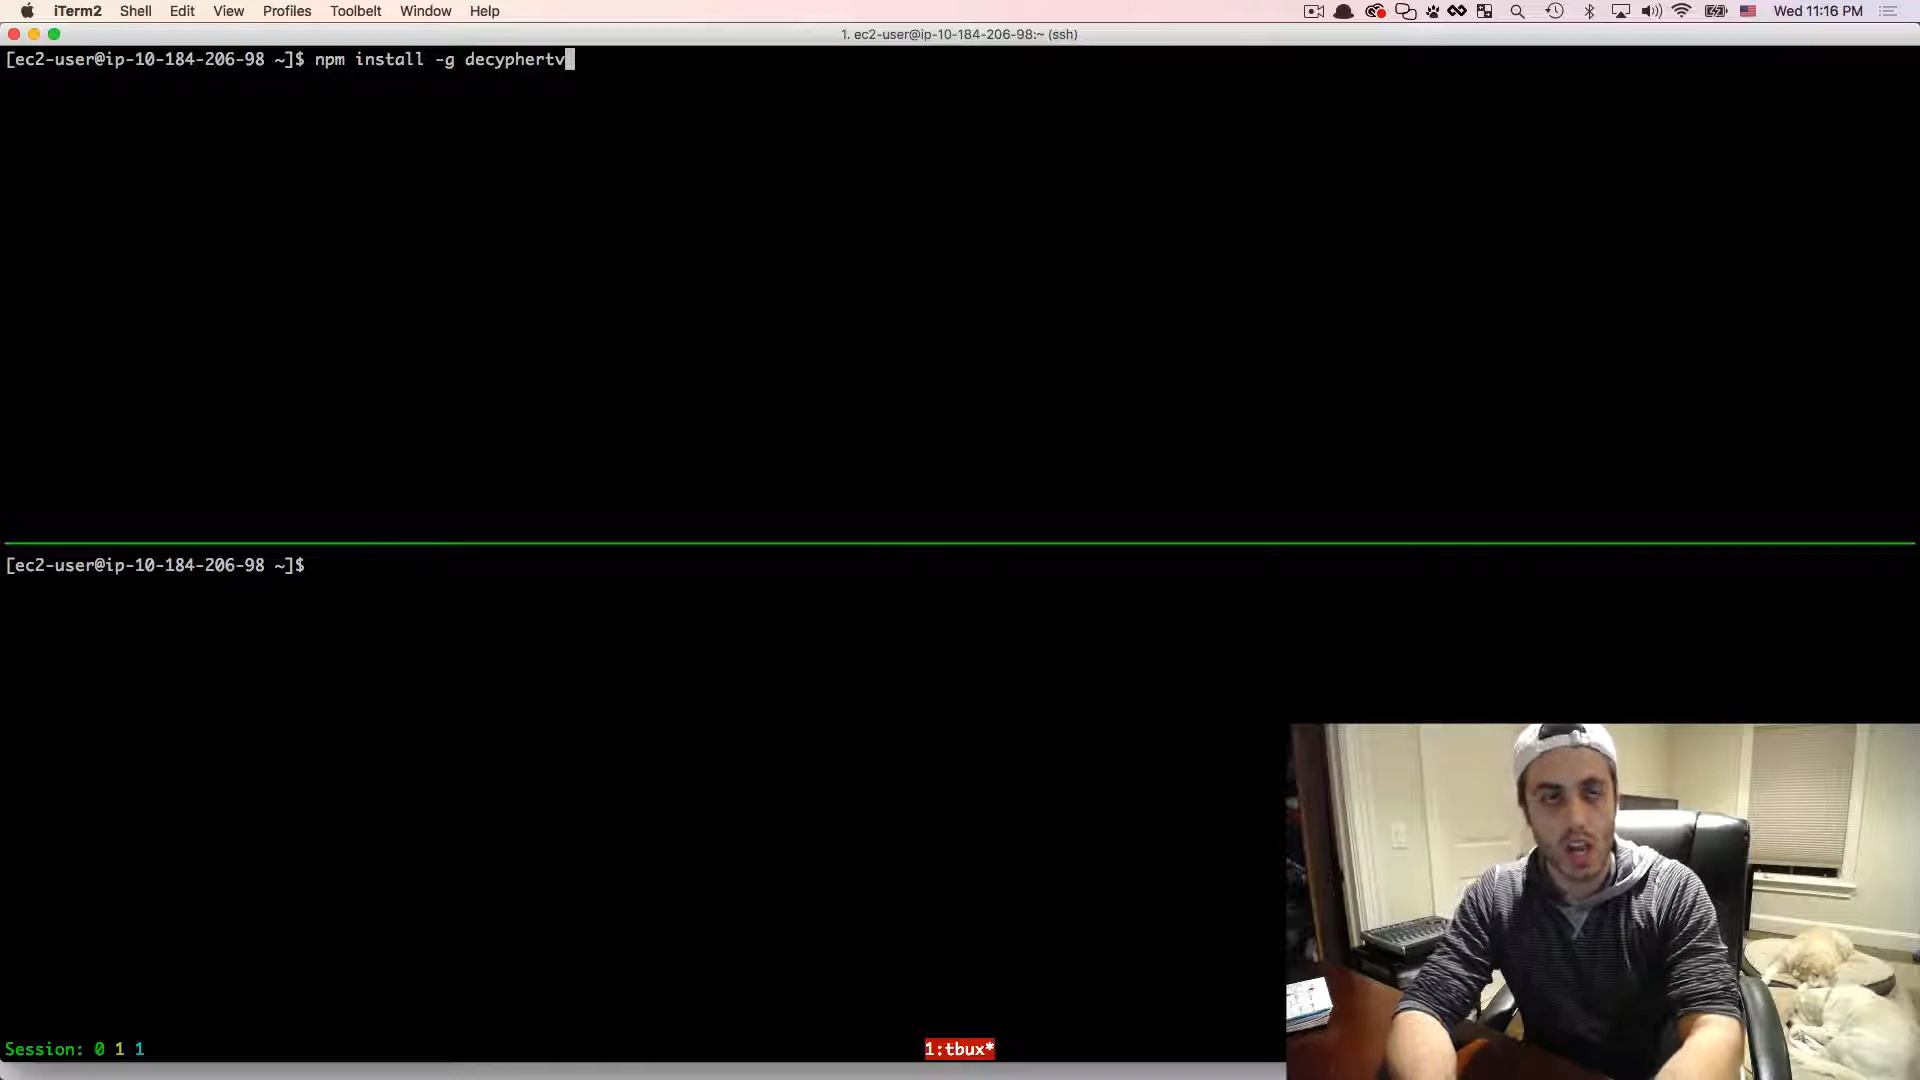 iTerm2 Shell Edit View Profiles Toolbelt Window Help Wed 11:16 PM
1. ec2-user@ip-10-184-206-98:~ (ssh)
[ec2-user@ip-10-184-206-98 ~]$ npm install -g decyphertv
[ec2-user@ip-10-184-206-98 ~]$
Session: 0 1 1 1:tbux*